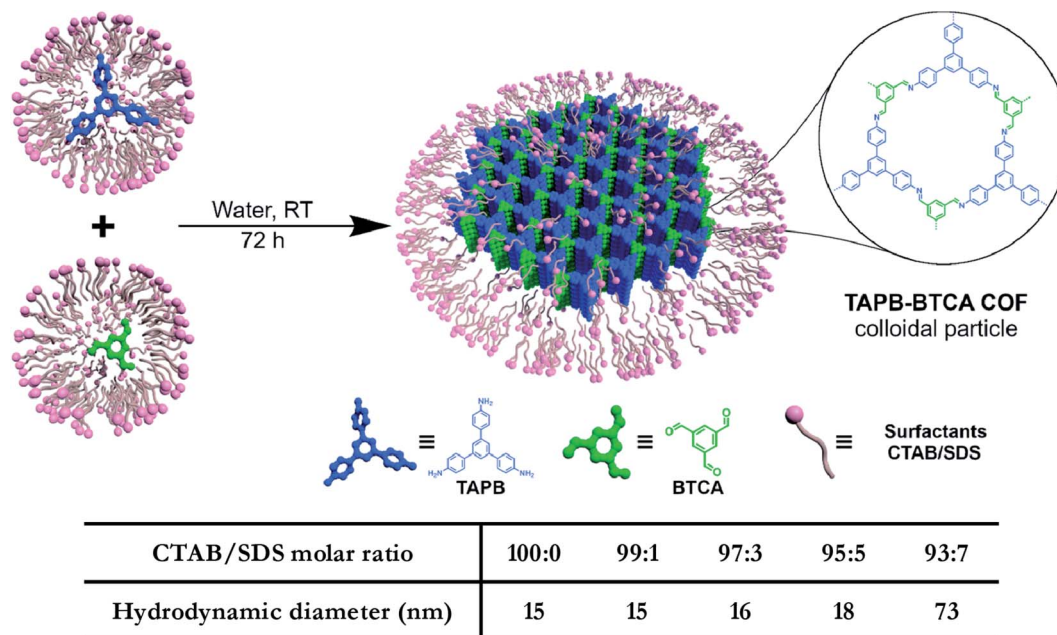 +
Water, RT
72 h
TAPB-BTCA COF
colloidal particle
≡
NH₂
H₂N
NH₂
TAPB
≡
O
O
O
BTCA
≡
Surfactants
CTAB/SDS
N
N
N
N
N
N
CTAB/SDS molar ratio 100:0 99:1 97:3 95:5 93:7
Hydrodynamic diameter (nm) 15 15 16 18 73